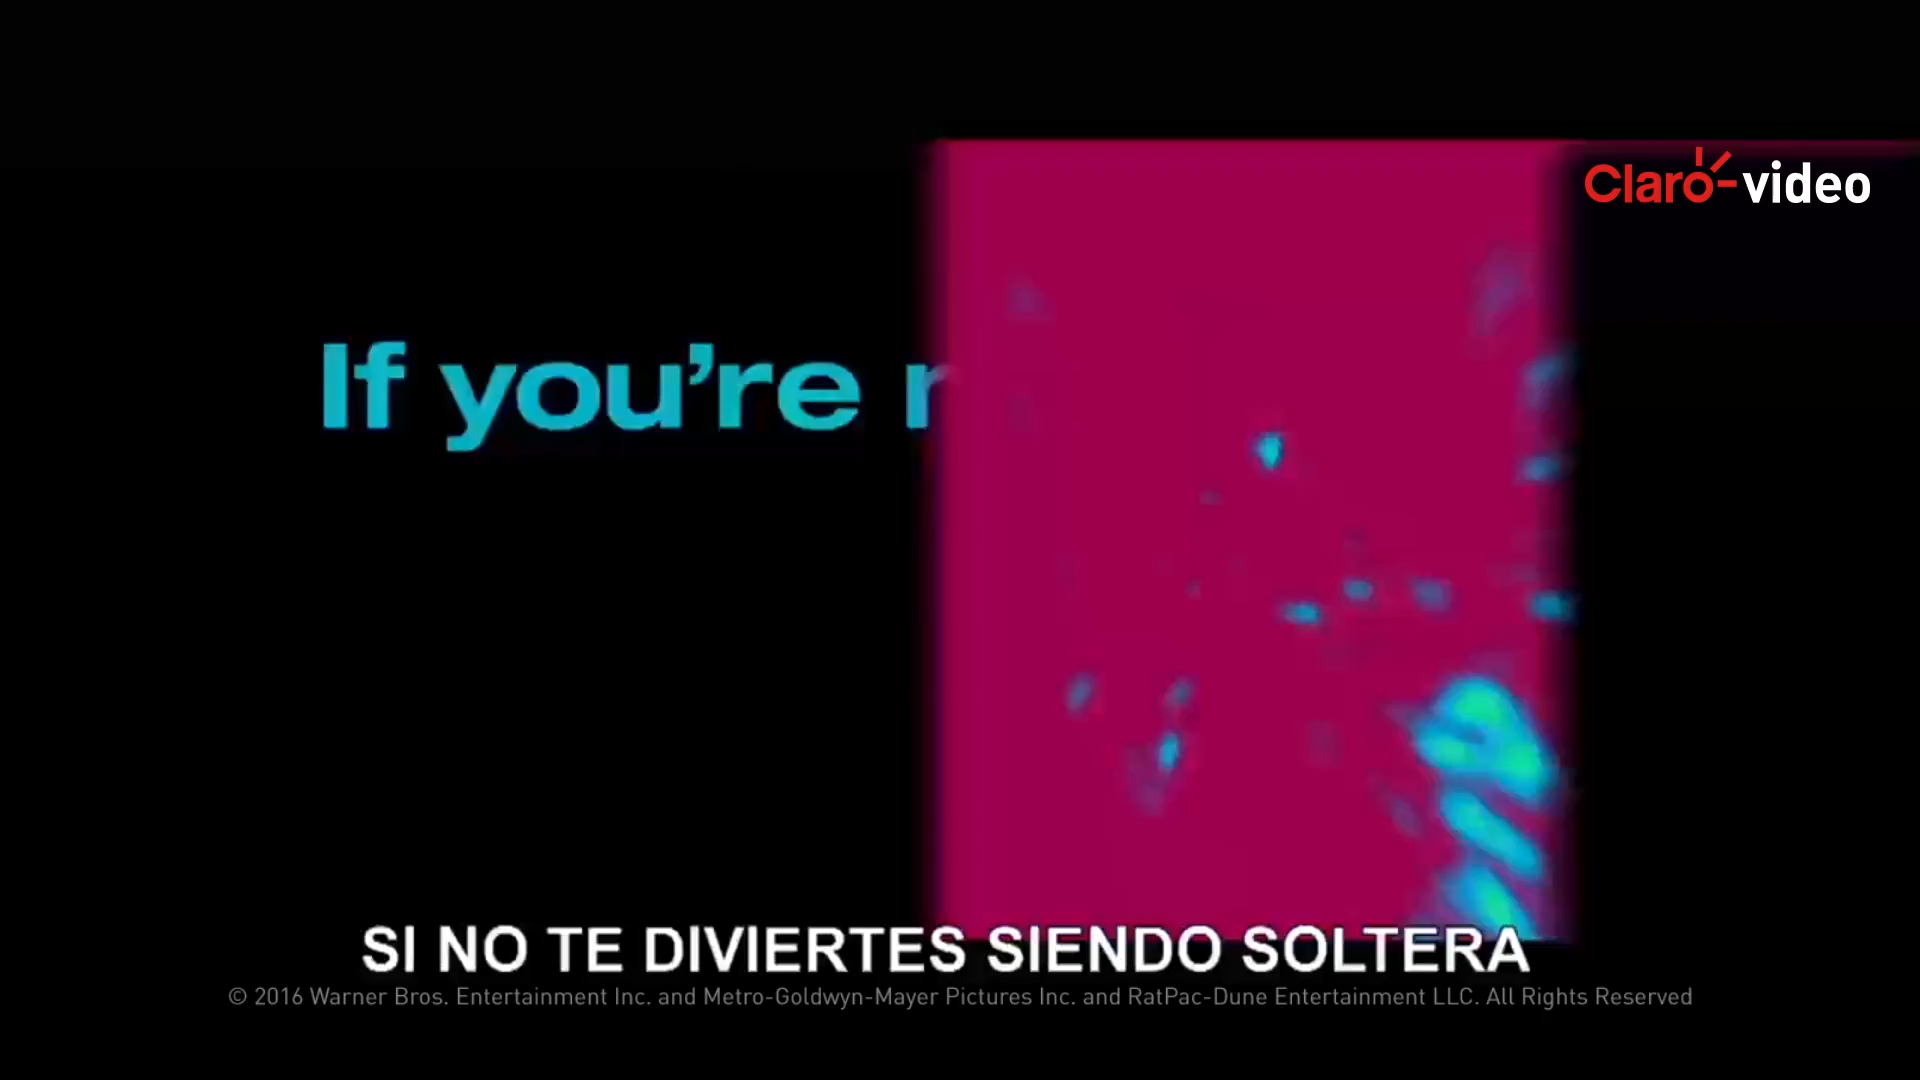 Claro-video
If you're
SI NO TE DIVIERTES SIENDO SOLTERA
© 2016 Warner Bros. Entertainment Inc. and Metro-Goldwyn-Mayer Pictures Inc. and RatPac-Dune Entertainment LLC. All Rights Reserved